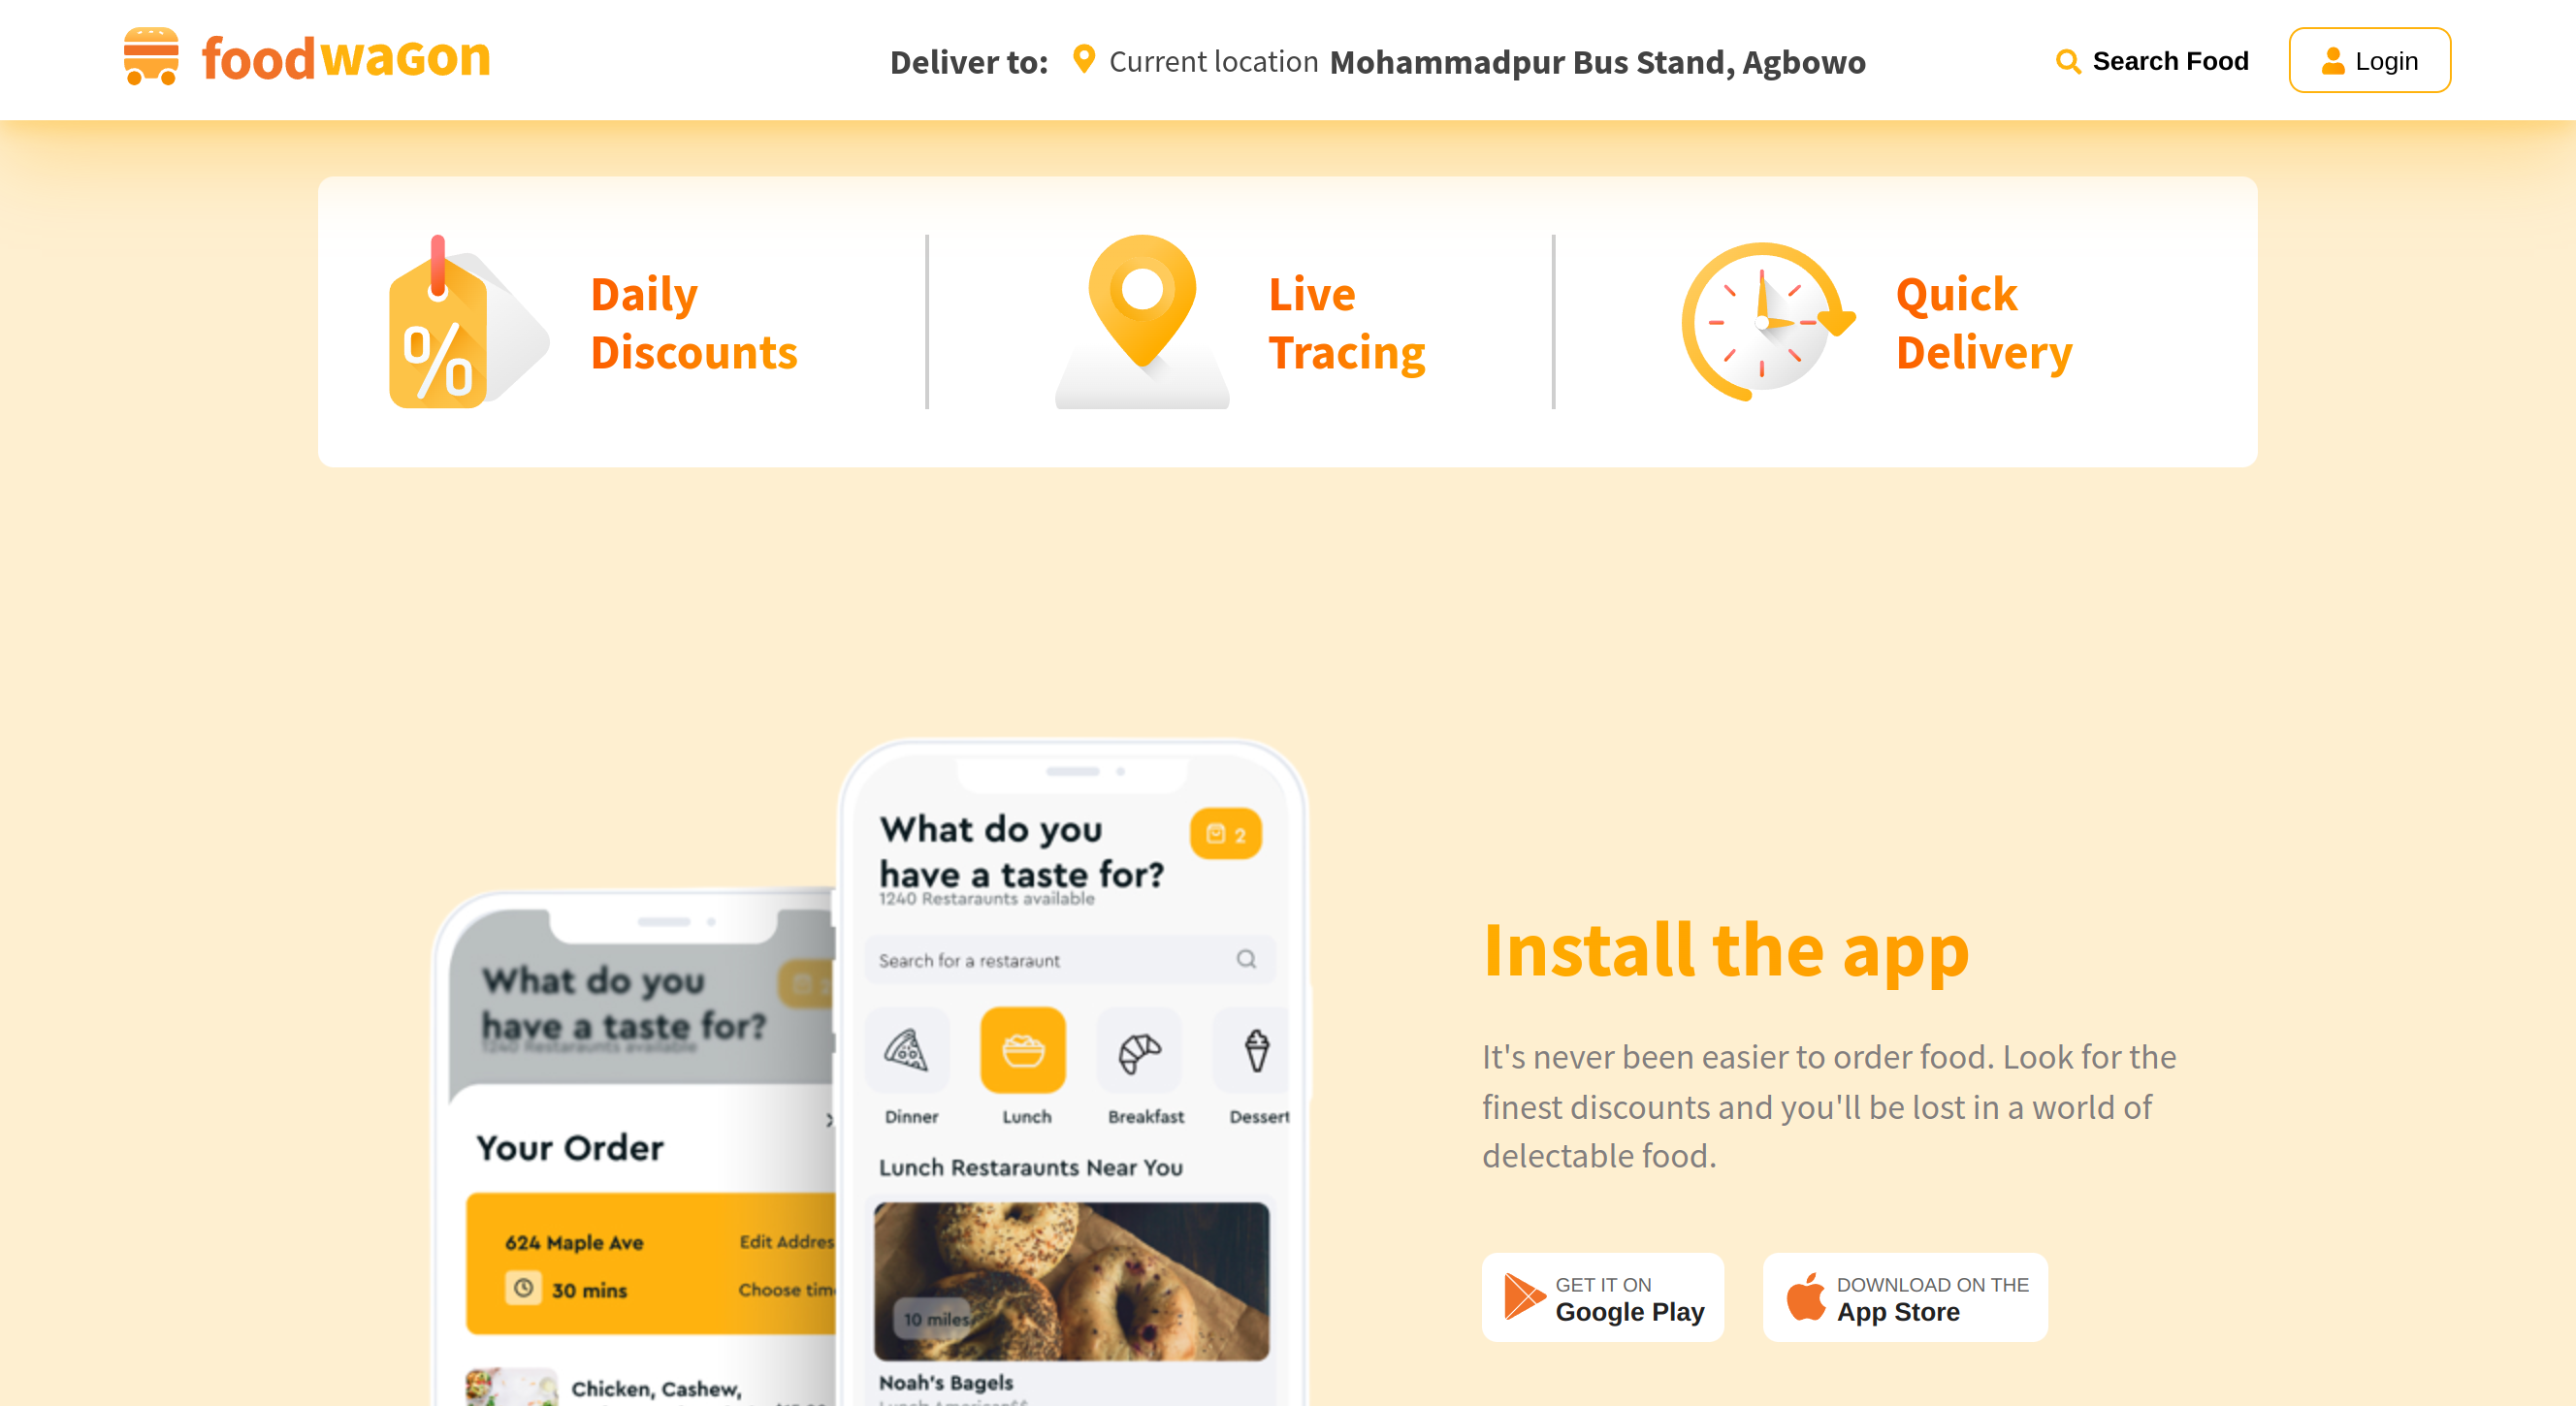 foodwagon
Deliver to: Current location Mohammadpur Bus Stand, Agbowo
Search Food
Login
Daily
Discounts
Live
Tracing
Quick
Delivery
What do you
have a taste for?
1240 Restaraunts available
2
Search for a restaraunt
Dinner
Lunch
Breakfast
Dessert
Lunch Restaraunts Near You
10 miles
Noah's Bagels
What do you
have a taste for?
1240 Restaraunts available
Your Order
624 Maple Ave
Edit Addres
30 mins
Choose tim
Chicken, Cashew,
Install the app
It's never been easier to order food. Look for the
finest discounts and you'll be lost in a world of
delectable food.
GET IT ON
Google Play
DOWNLOAD ON THE
App Store